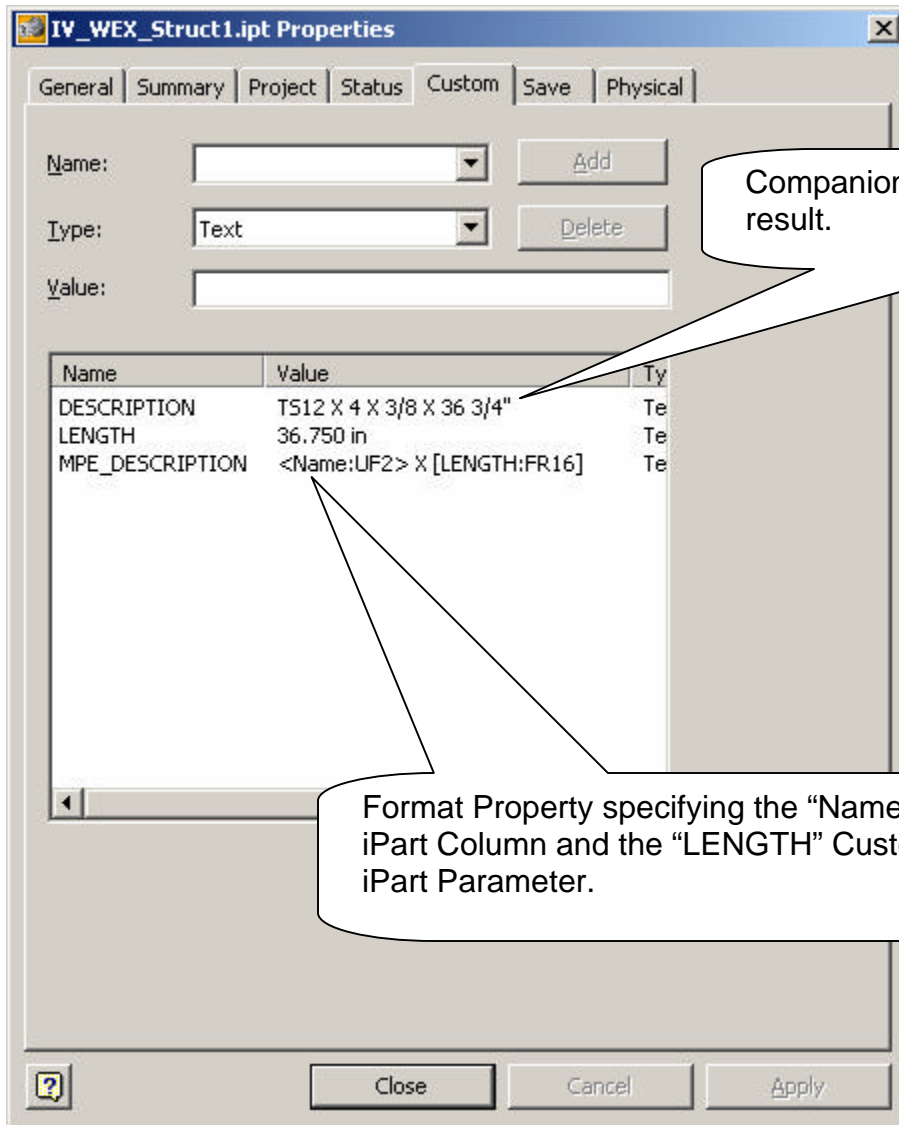 IV_WEX_Struct1.ipt Properties
General Summary Project Status Custom Save Physical
Name:
Add
Type:
Text
Delete
Value:
Companion
result.
Name Value Ty
DESCRIPTION TS12 X 4 X 3/8 X 36 3/4" Te
LENGTH 36.750 in Te
MPE_DESCRIPTION <Name:UF2> X [LENGTH:FR16] Te
Format Property specifying the “Name
iPart Column and the “LENGTH” Cust
iPart Parameter.
Close Cancel Apply